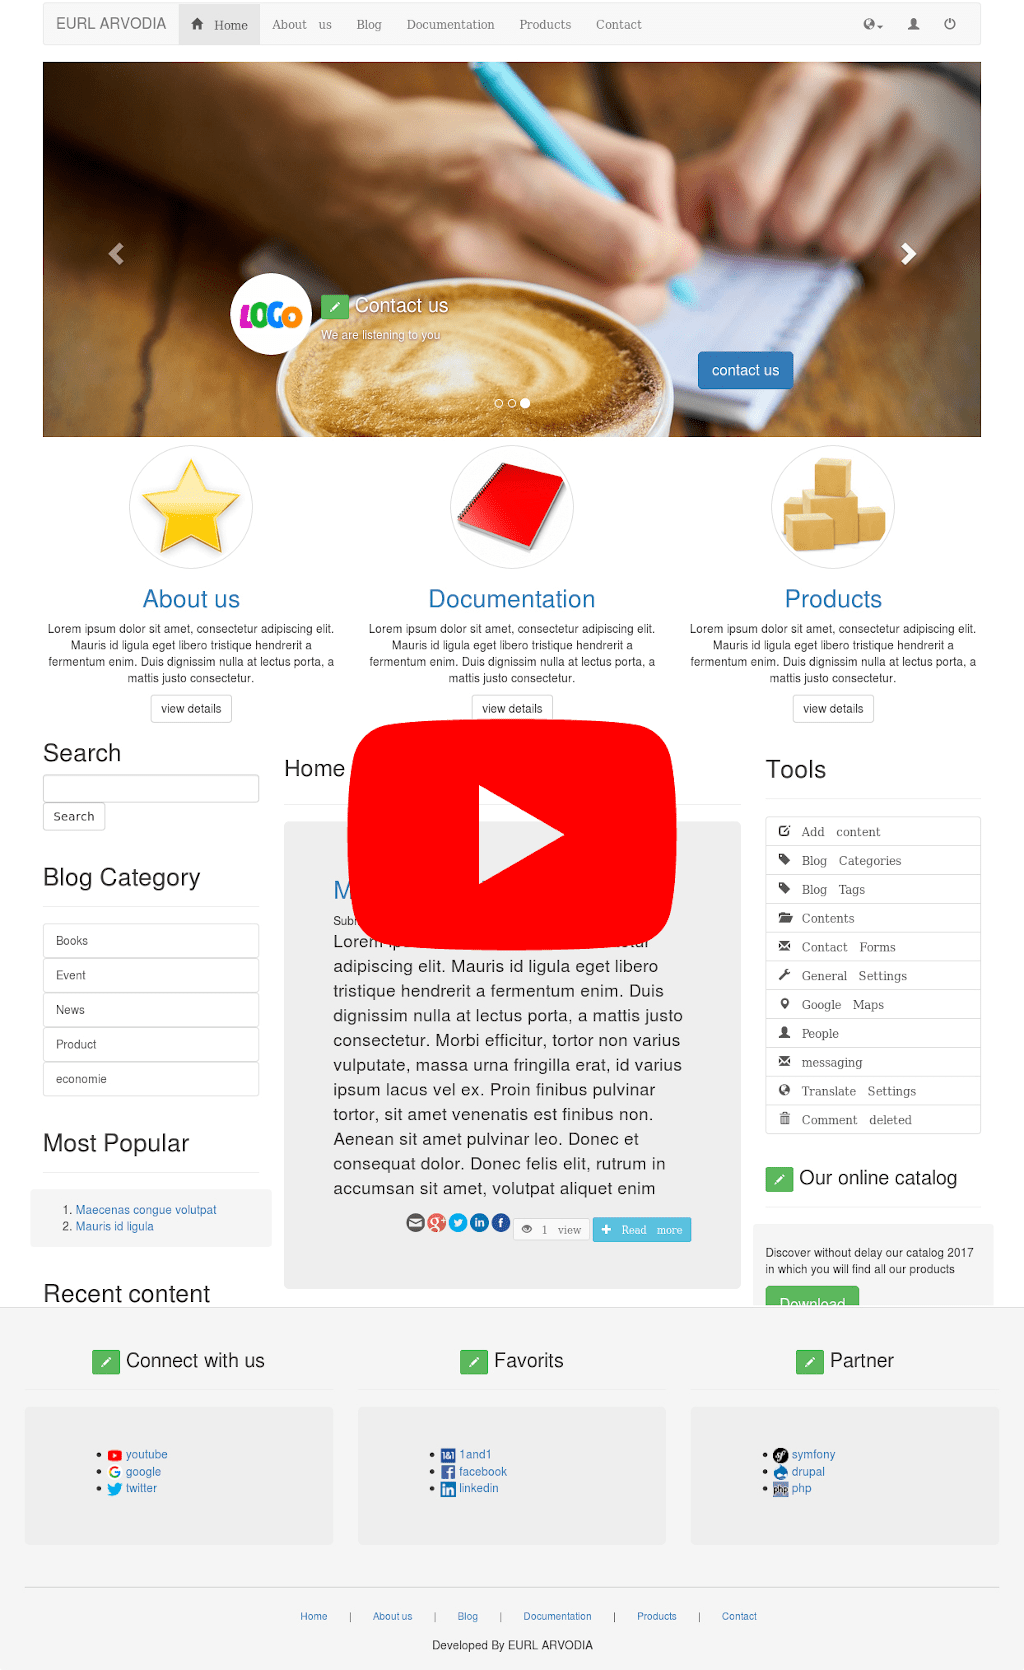 EURL ARVODIA
Home
About us
Blog
Documentation
Products
Contact
LOGO
Contact us
We are listening to you
contact us
About us
Lorem ipsum dolor sit amet, consectetur adipiscing elit.
Mauris id ligula eget libero tristique hendrerit a
fermentum enim. Duis dignissim nulla at lectus porta, a
mattis justo consectetur.
view details
Documentation
Lorem ipsum dolor sit amet, consectetur adipiscing elit.
Mauris id ligula eget libero tristique hendrerit a
fermentum enim. Duis dignissim nulla at lectus porta, a
mattis justo consectetur.
view details
Products
Lorem ipsum dolor sit amet, consectetur adipiscing elit.
Mauris id ligula eget libero tristique hendrerit a
fermentum enim. Duis dignissim nulla at lectus porta, a
mattis justo consectetur.
view details
Search
Search
Blog Category
Books
Event
News
Product
economie
Most Popular
1. Maecenas congue volutpat
2. Mauris id ligula
Recent content
Home
Lorem
adipiscing elit. Mauris id ligula eget libero
tristique hendrerit a fermentum enim. Duis
dignissim nulla at lectus porta, a mattis justo
consectetur. Morbi efficitur, tortor non varius
vulputate, massa urna fringilla erat, id varius
ipsum lacus vel ex. Proin finibus pulvinar
tortor, sit amet venenatis est finibus non.
Aenean sit amet pulvinar leo. Donec et
consequat dolor. Donec felis elit, rutrum in
accumsan sit amet, volutpat aliquet enim
1 view
Read more
Tools
Add content
Blog Categories
Blog Tags
Contents
Contact Forms
General Settings
Google Maps
People
messaging
Translate Settings
Comment deleted
Our online catalog
Discover without delay our catalog 2017
in which you will find all our products
Download
Connect with us
youtube
google
twitter
Favorits
1and1
facebook
linkedin
Partner
symfony
drupal
php
Home | About us | Blog | Documentation | Products | Contact
Developed By EURL ARVODIA